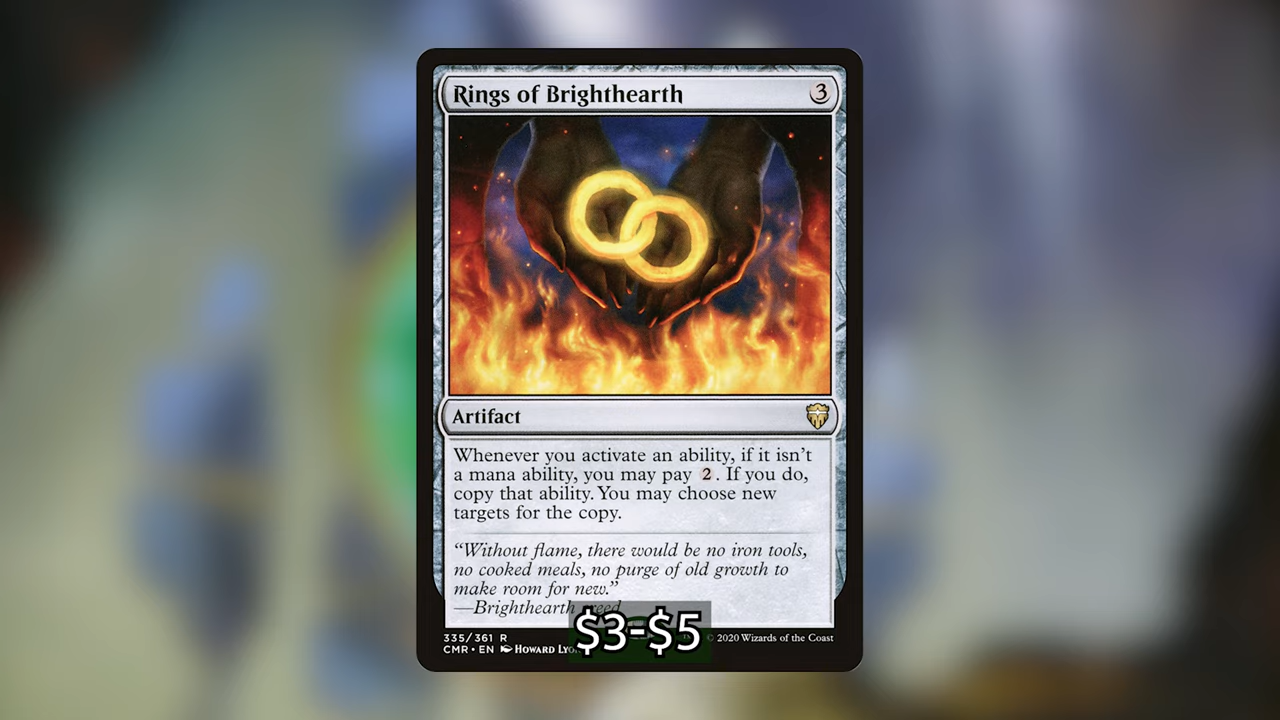 Rings of Brighthearth 3
Artifact
Whenever you activate an ability, if it isn't
a mana ability, you may pay 2. If you do,
copy that ability. You may choose new
targets for the copy.
“Without flame, there would be no iron tools,
no cooked meals, no purge of old growth to
make room for new.”
—Brighthearth creed
$3-$5
335/361 R
CMR • EN Howard Lyo
© 2020 Wizards of the Coast